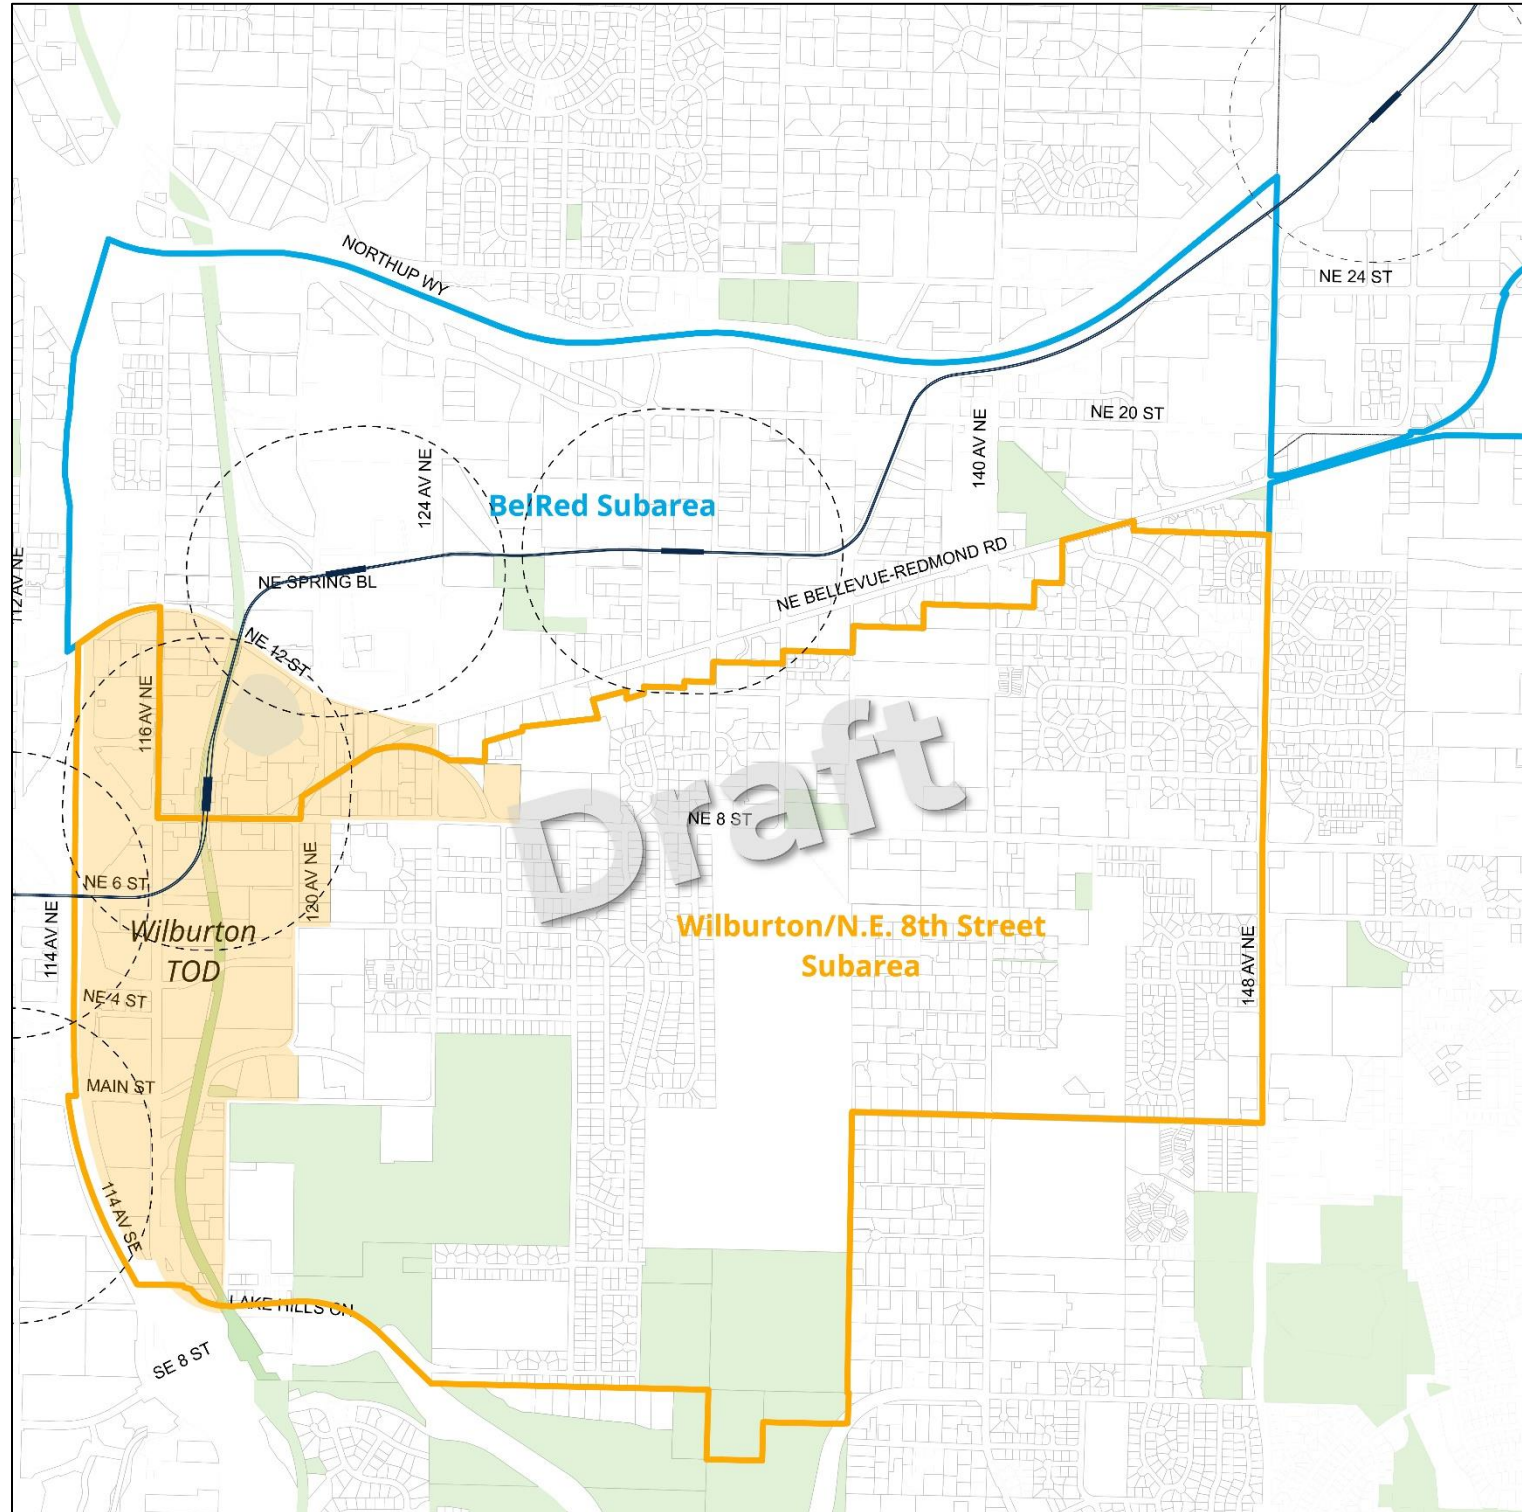 NORTHUP WY
NE 24 ST
NE 20 ST
140 AV NE
124 AV NE
BelRed Subarea
112 AV NE
NE SPRING BL
NE BELLEVUE-REDMOND RD
NE 12 ST
116 AV NE
Draft
NE 8 ST
120 AV NE
NE 6 ST
114 AV NE
Wilburton
TOD
Wilburton/N.E. 8th Street
Subarea
148 AV NE
NE 4 ST
MAIN ST
114 AV SE
LAKE HILLS CN
SE 8 ST